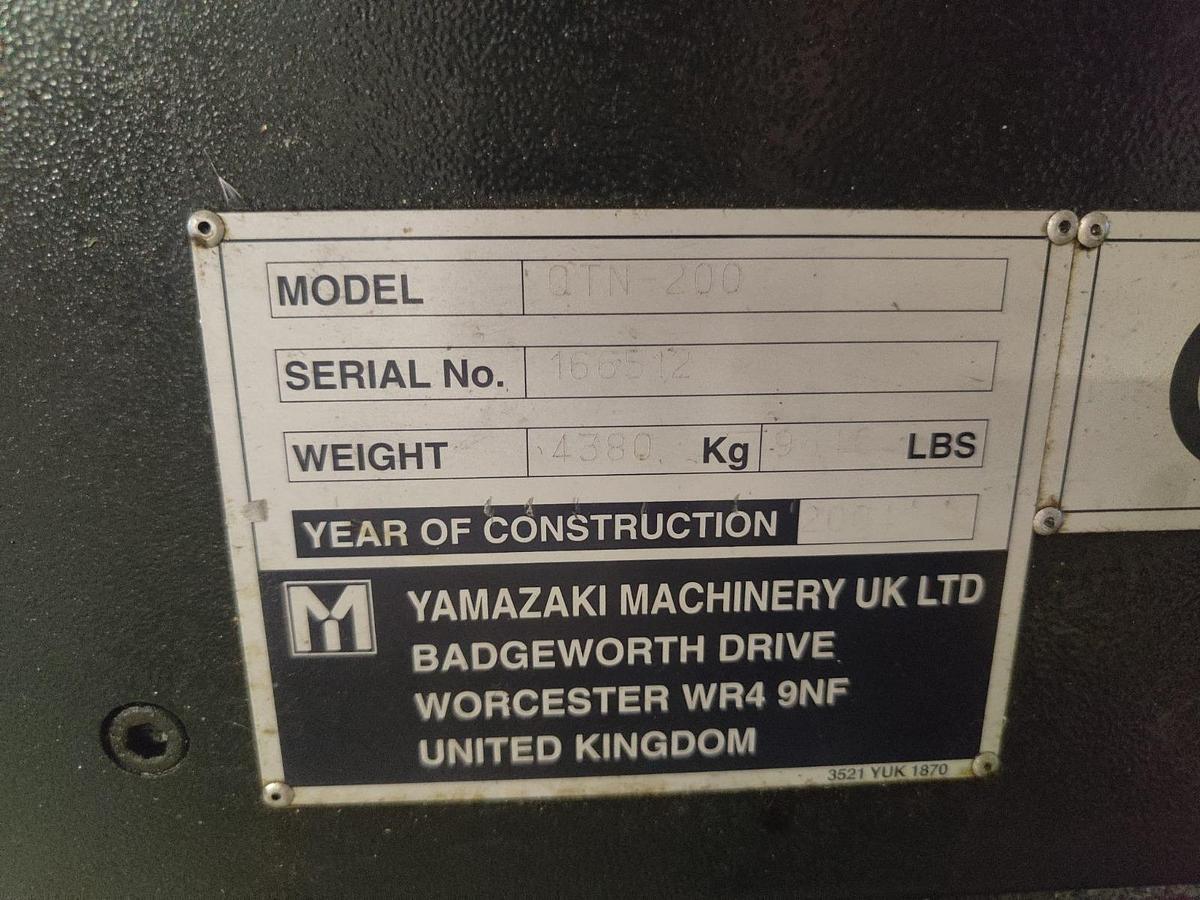 MODEL QTN-200
SERIAL No. 166512
WEIGHT 4380 Kg LBS
YEAR OF CONSTRUCTION
YAMAZAKI MACHINERY UK LTD
BADGEWORTH DRIVE
WORCESTER WR4 9NF
UNITED KINGDOM
3521 YUK 1870